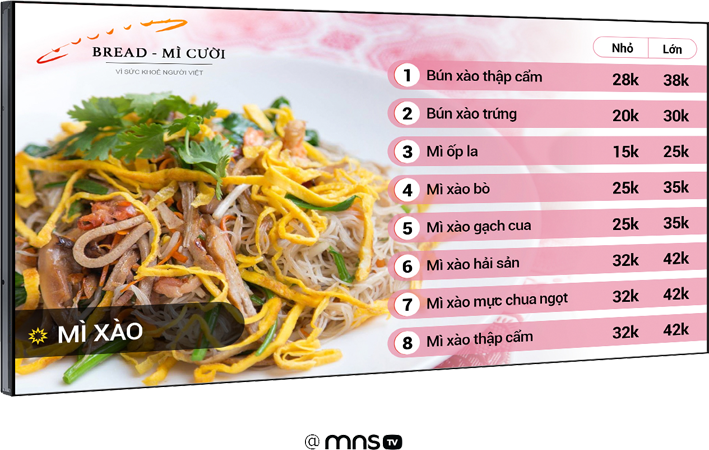 BREAD - MÌ CƯỜI
VÌ SỨC KHOẺ NGƯỜI VIỆT
Nhỏ Lớn
1 Bún xào thập cẩm 28k 38k
2 Bún xào trứng 20k 30k
3 Mì ốp la 15k 25k
4 Mì xào bò 25k 35k
5 Mì xào gạch cua 25k 35k
6 Mì xào hải sản 32k 42k
7 Mì xào mực chua ngọt 32k 42k
8 Mì xào thập cẩm 32k 42k
MÌ XÀO
@ mns TV